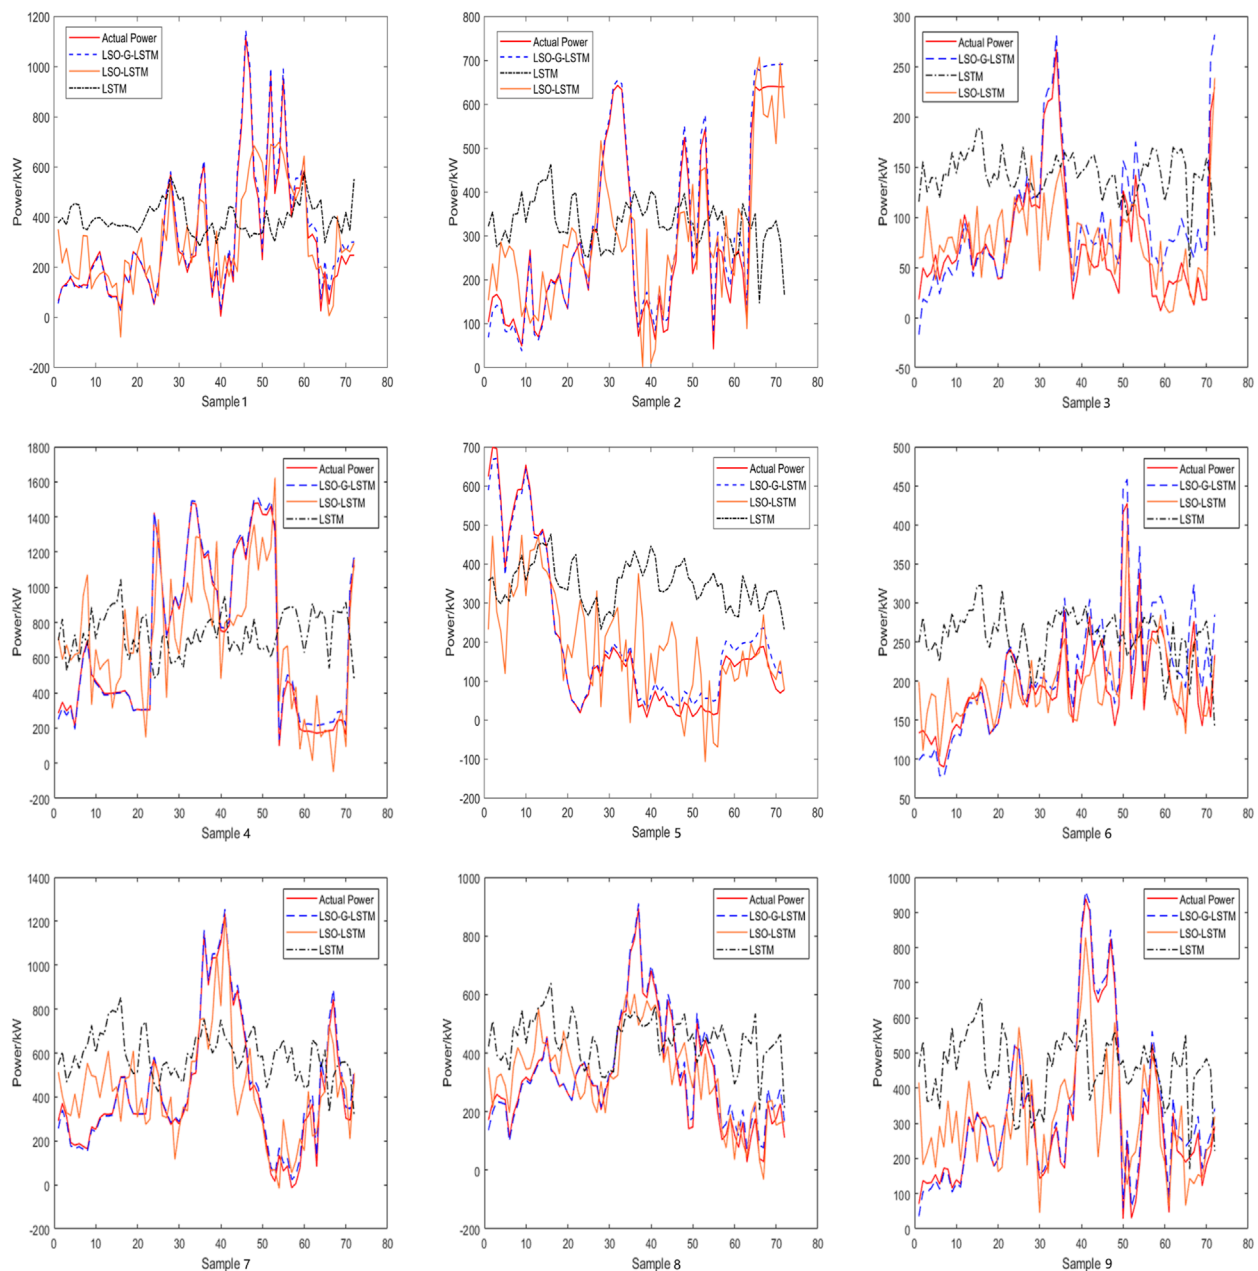 1200
1000
800
600
400
200
0
-200
Power/kW
Actual Power
LSO-G-LSTM
LSO-LSTM
LSTM
0 10 20 30 40 50 60 70 80
Sample 1
800
700
600
500
400
300
200
100
0
Power/kW
Actual Power
LSO-G-LSTM
LSTM
LSO-LSTM
0 10 20 30 40 50 60 70 80
Sample 2
300
250
200
150
100
50
0
-50
Power/kW
Actual Power
LSO-G-LSTM
LSTM
LSO-LSTM
0 10 20 30 40 50 60 70 80
Sample 3
1800
1600
1400
1200
1000
800
600
400
200
0
-200
Power/kW
Actual Power
LSO-G-LSTM
LSO-LSTM
LSTM
0 10 20 30 40 50 60 70 80
Sample 4
700
600
500
400
300
200
100
0
-100
-200
Power/kW
Actual Power
LSO-G-LSTM
LSO-LSTM
LSTM
0 10 20 30 40 50 60 70 80
Sample 5
500
450
400
350
300
250
200
150
100
50
Power/kW
Actual Power
LSO-G-LSTM
LSO-LSTM
LSTM
0 10 20 30 40 50 60 70 80
Sample 6
1400
1200
1000
800
600
400
200
0
-200
Power/kW
Actual Power
LSO-G-LSTM
LSO-LSTM
LSTM
0 10 20 30 40 50 60 70 80
Sample 7
1000
800
600
400
200
0
-200
Power/kW
Actual Power
LSO-G-LSTM
LSO-LSTM
LSTM
0 10 20 30 40 50 60 70 80
Sample 8
1000
900
800
700
600
500
400
300
200
100
0
Power/kW
Actual Power
LSO-G-LSTM
LSO-LSTM
LSTM
0 10 20 30 40 50 60 70 80
Sample 9